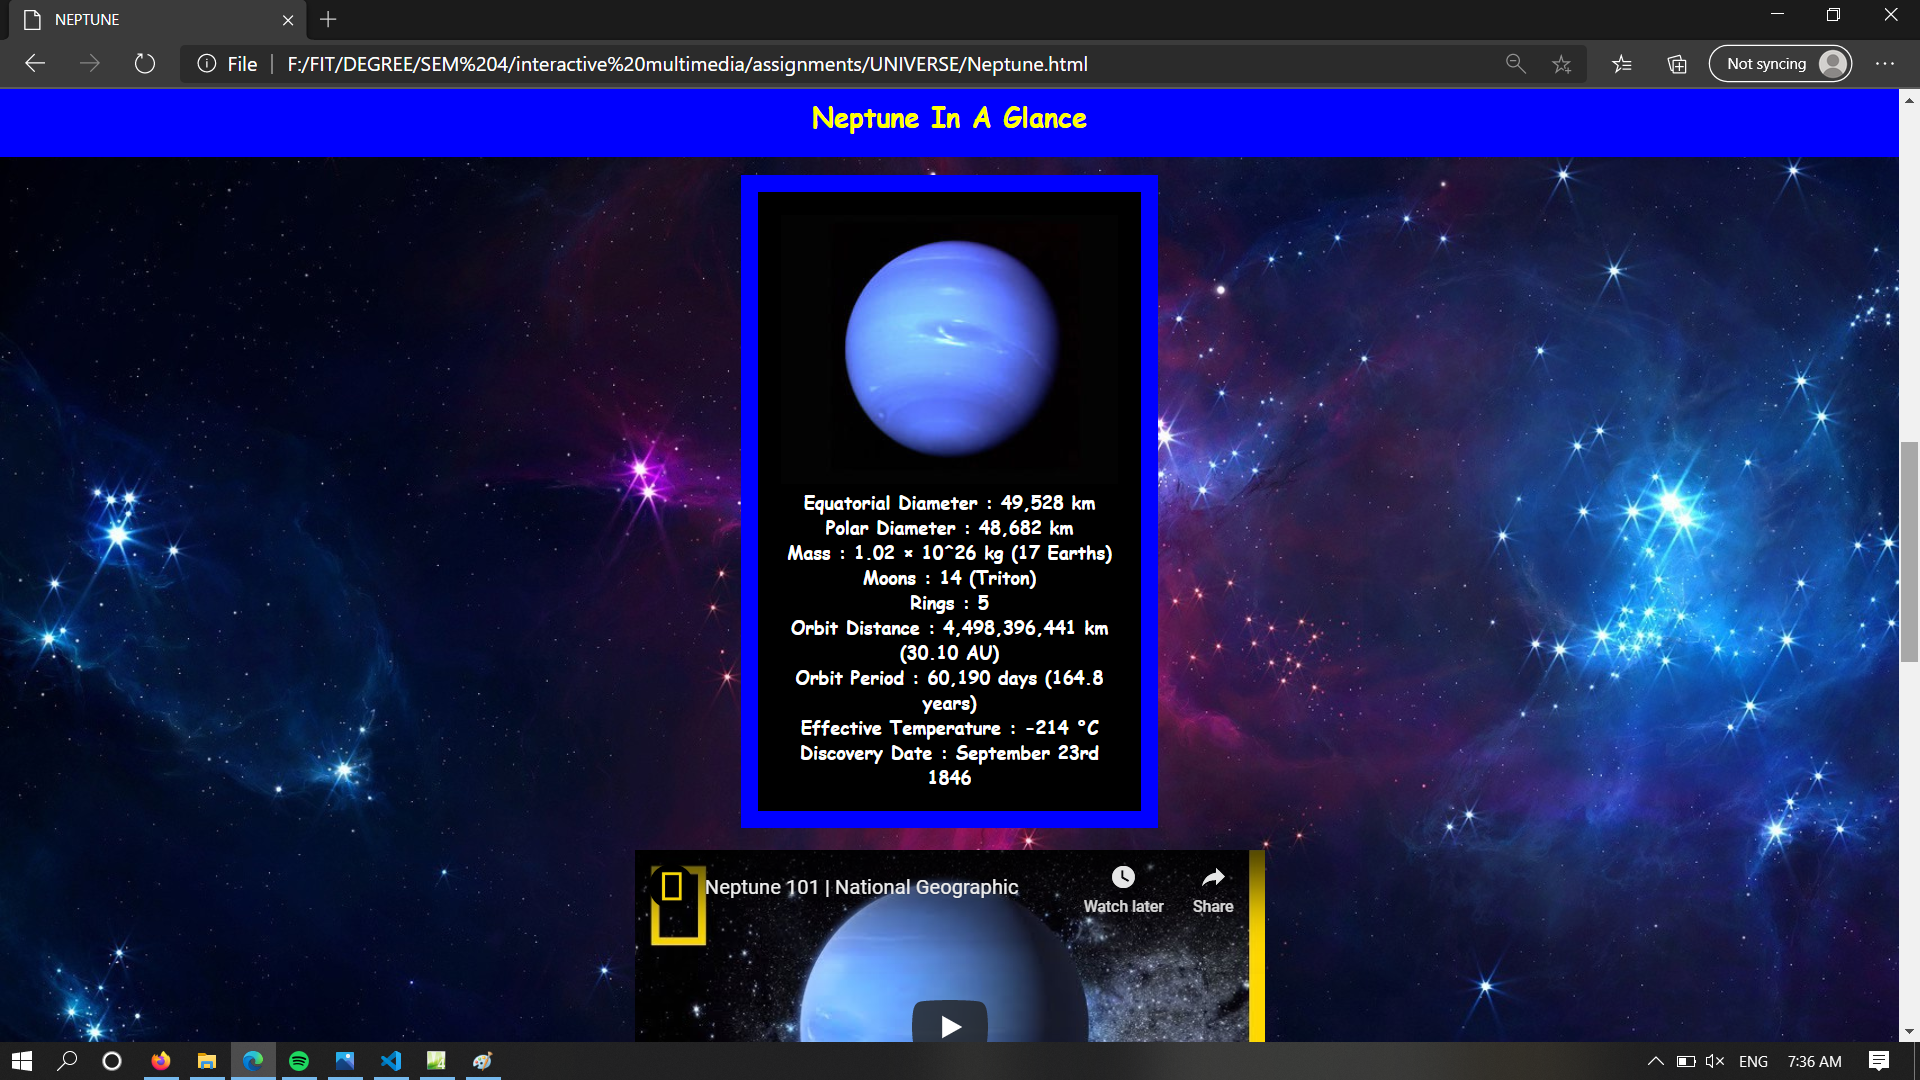 NEPTUNE
File
F:/FIT/DEGREE/SEM%204/interactive%20multimedia/assignments/UNIVERSE/Neptune.html
Not syncing
Neptune In A Glance
Equatorial Diameter : 49,528 km
Polar Diameter : 48,682 km
Mass : 1.02 × 10^26 kg (17 Earths)
Moons : 14 (Triton)
Rings : 5
Orbit Distance : 4,498,396,441 km
(30.10 AU)
Orbit Period : 60,190 days (164.8
years)
Effective Temperature : -214 °C
Discovery Date : September 23rd
1846
Neptune 101 | National Geographic
Watch later
Share
ENG
7:36 AM